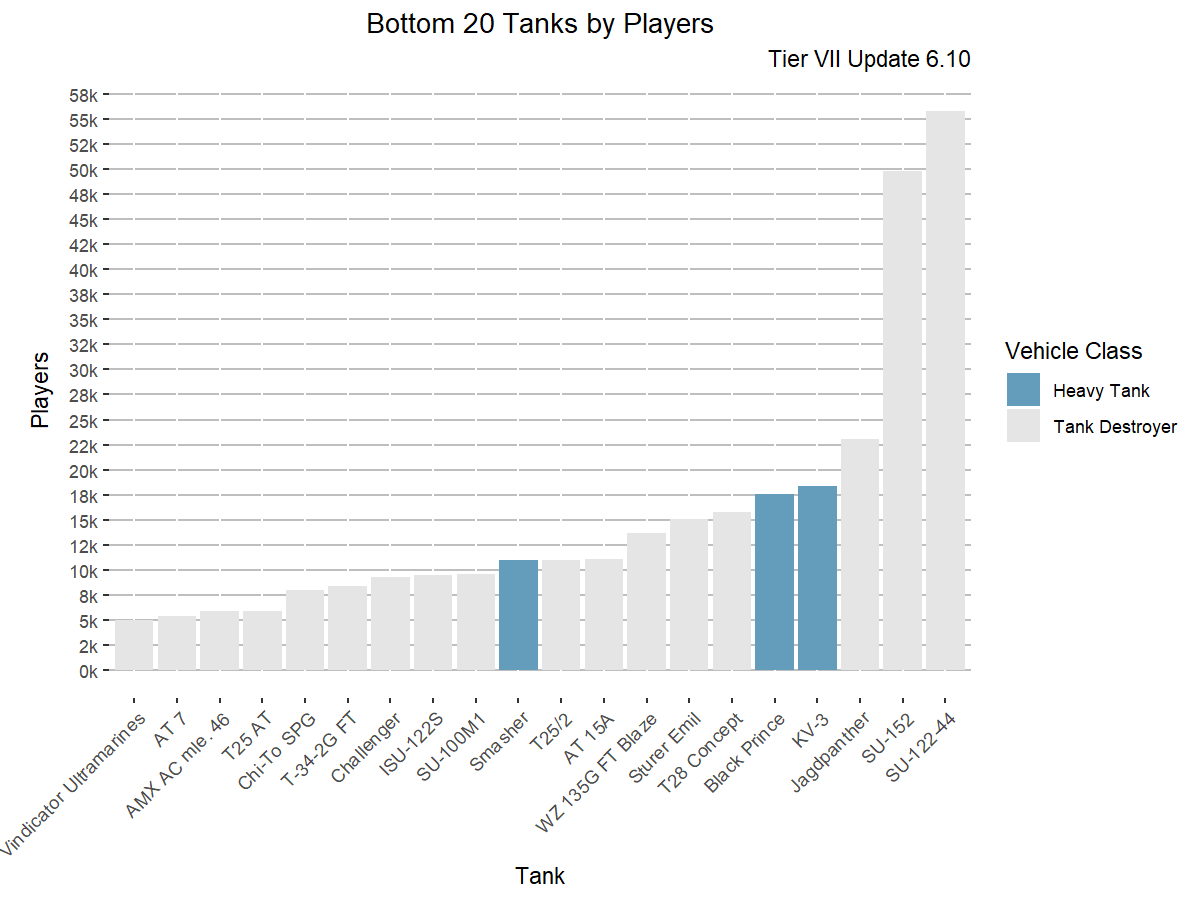 Bottom 20 Tanks by Players
Tier VII Update 6.10
58k
55k
52k
50k
48k
45k
42k
40k
38k
35k
32k
30k
28k
25k
22k
20k
18k
15k
12k
10k
8k
5k
2k
0k
Players
Vindicator Ultramarines
AT 7
AMX AC mle. 46
T25 AT
Chi-To SPG
T-34-2G FT
Challenger
ISU-122S
SU-100M1
Smasher
T25/2
AT 15A
WZ 135G FT Blaze
Sturer Emil
T28 Concept
Black Prince
KV-3
Jagdpanther
SU-152
SU-122-44
Tank
Vehicle Class
Heavy Tank
Tank Destroyer